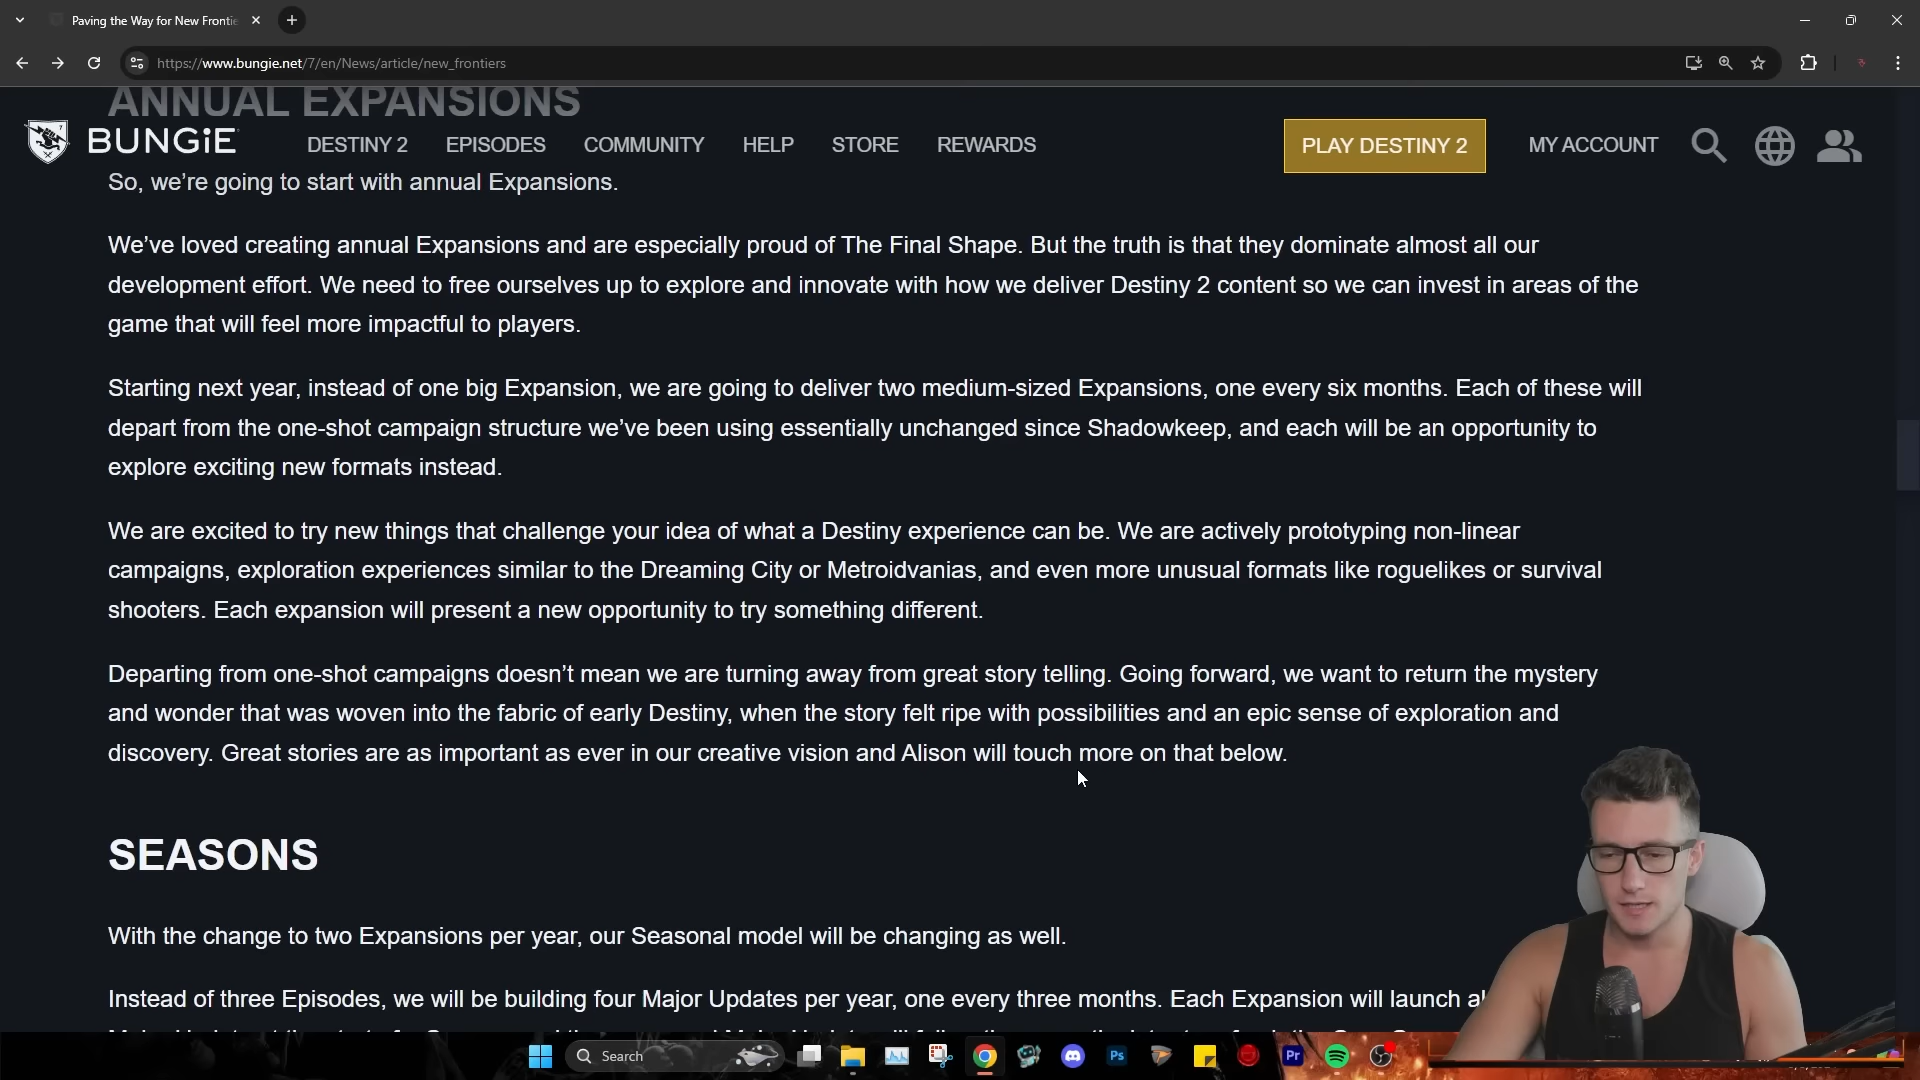 Paving the Way for New Frontie
https://www.bungie.net/7/en/News/article/new_frontiers
ANNUAL EXPANSIONS
BUNGiE
DESTINY 2
EPISODES
COMMUNITY
HELP
STORE
REWARDS
PLAY DESTINY 2
MY ACCOUNT
So, we’re going to start with annual Expansions.
We’ve loved creating annual Expansions and are especially proud of The Final Shape. But the truth is that they dominate almost all our
development effort. We need to free ourselves up to explore and innovate with how we deliver Destiny 2 content so we can invest in areas of the
game that will feel more impactful to players.
Starting next year, instead of one big Expansion, we are going to deliver two medium-sized Expansions, one every six months. Each of these will
depart from the one-shot campaign structure we’ve been using essentially unchanged since Shadowkeep, and each will be an opportunity to
explore exciting new formats instead.
We are excited to try new things that challenge your idea of what a Destiny experience can be. We are actively prototyping non-linear
campaigns, exploration experiences similar to the Dreaming City or Metroidvanias, and even more unusual formats like roguelikes or survival
shooters. Each expansion will present a new opportunity to try something different.
Departing from one-shot campaigns doesn’t mean we are turning away from great story telling. Going forward, we want to return the mystery
and wonder that was woven into the fabric of early Destiny, when the story felt ripe with possibilities and an epic sense of exploration and
discovery. Great stories are as important as ever in our creative vision and Alison will touch more on that below.
SEASONS
With the change to two Expansions per year, our Seasonal model will be changing as well.
Instead of three Episodes, we will be building four Major Updates per year, one every three months. Each Expansion will launch
Search
Ps
Pr